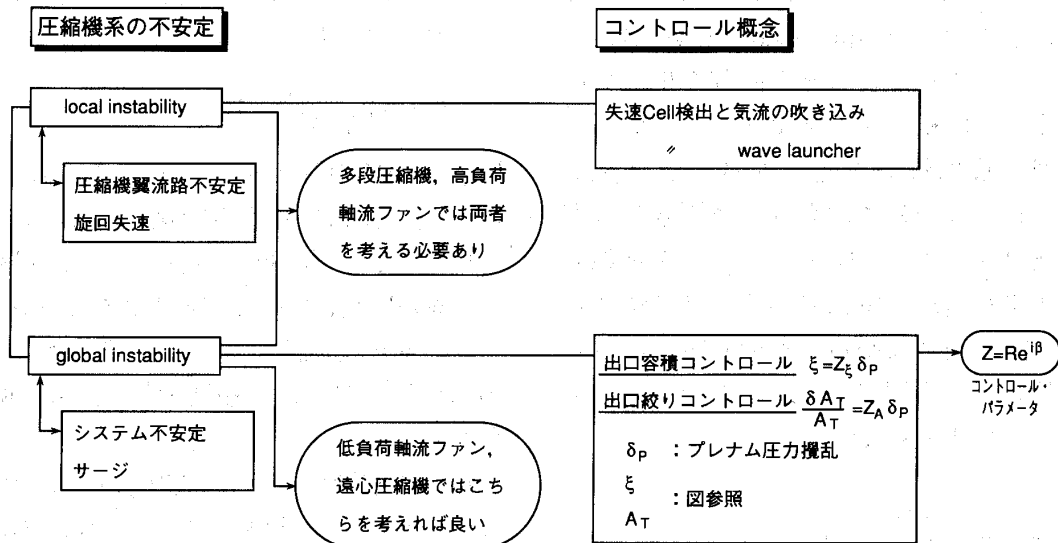 圧縮機系の不安定
コントロール概念
local instability
失速Cell検出と気流の吹き込み
〃 wave launcher
圧縮機翼流路不安定
旋回失速
多段圧縮機，高負荷
軸流ファンでは両者
を考える必要あり
global instability
出口容積コントロール ξ=Zξ δP
出口絞りコントロール δAT/AT=ZA δP
δP ：プレナム圧力攪乱
ξ
AT
：図参照
Z=Re^iβ
コントロール・
パラメータ
システム不安定
サージ
低負荷軸流ファン，
遠心圧縮機ではこち
らを考えれば良い